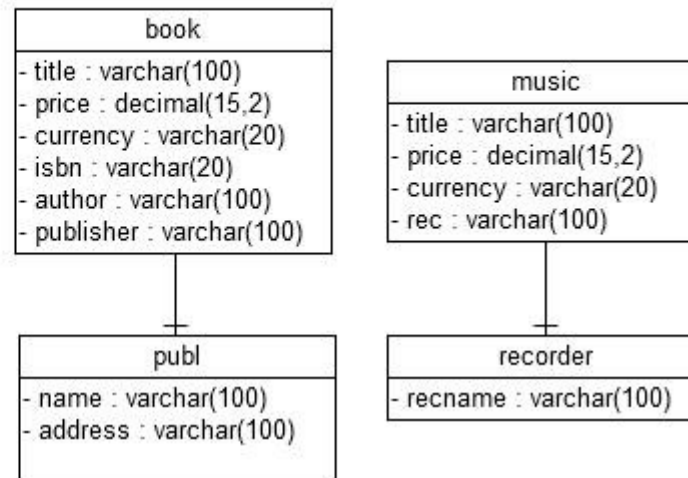 book
- title : varchar(100)
- price : decimal(15,2)
- currency : varchar(20)
- isbn : varchar(20)
- author : varchar(100)
- publisher : varchar(100)
publ
- name : varchar(100)
- address : varchar(100)
music
- title : varchar(100)
- price : decimal(15,2)
- currency : varchar(20)
- rec : varchar(100)
recorder
- recname : varchar(100)